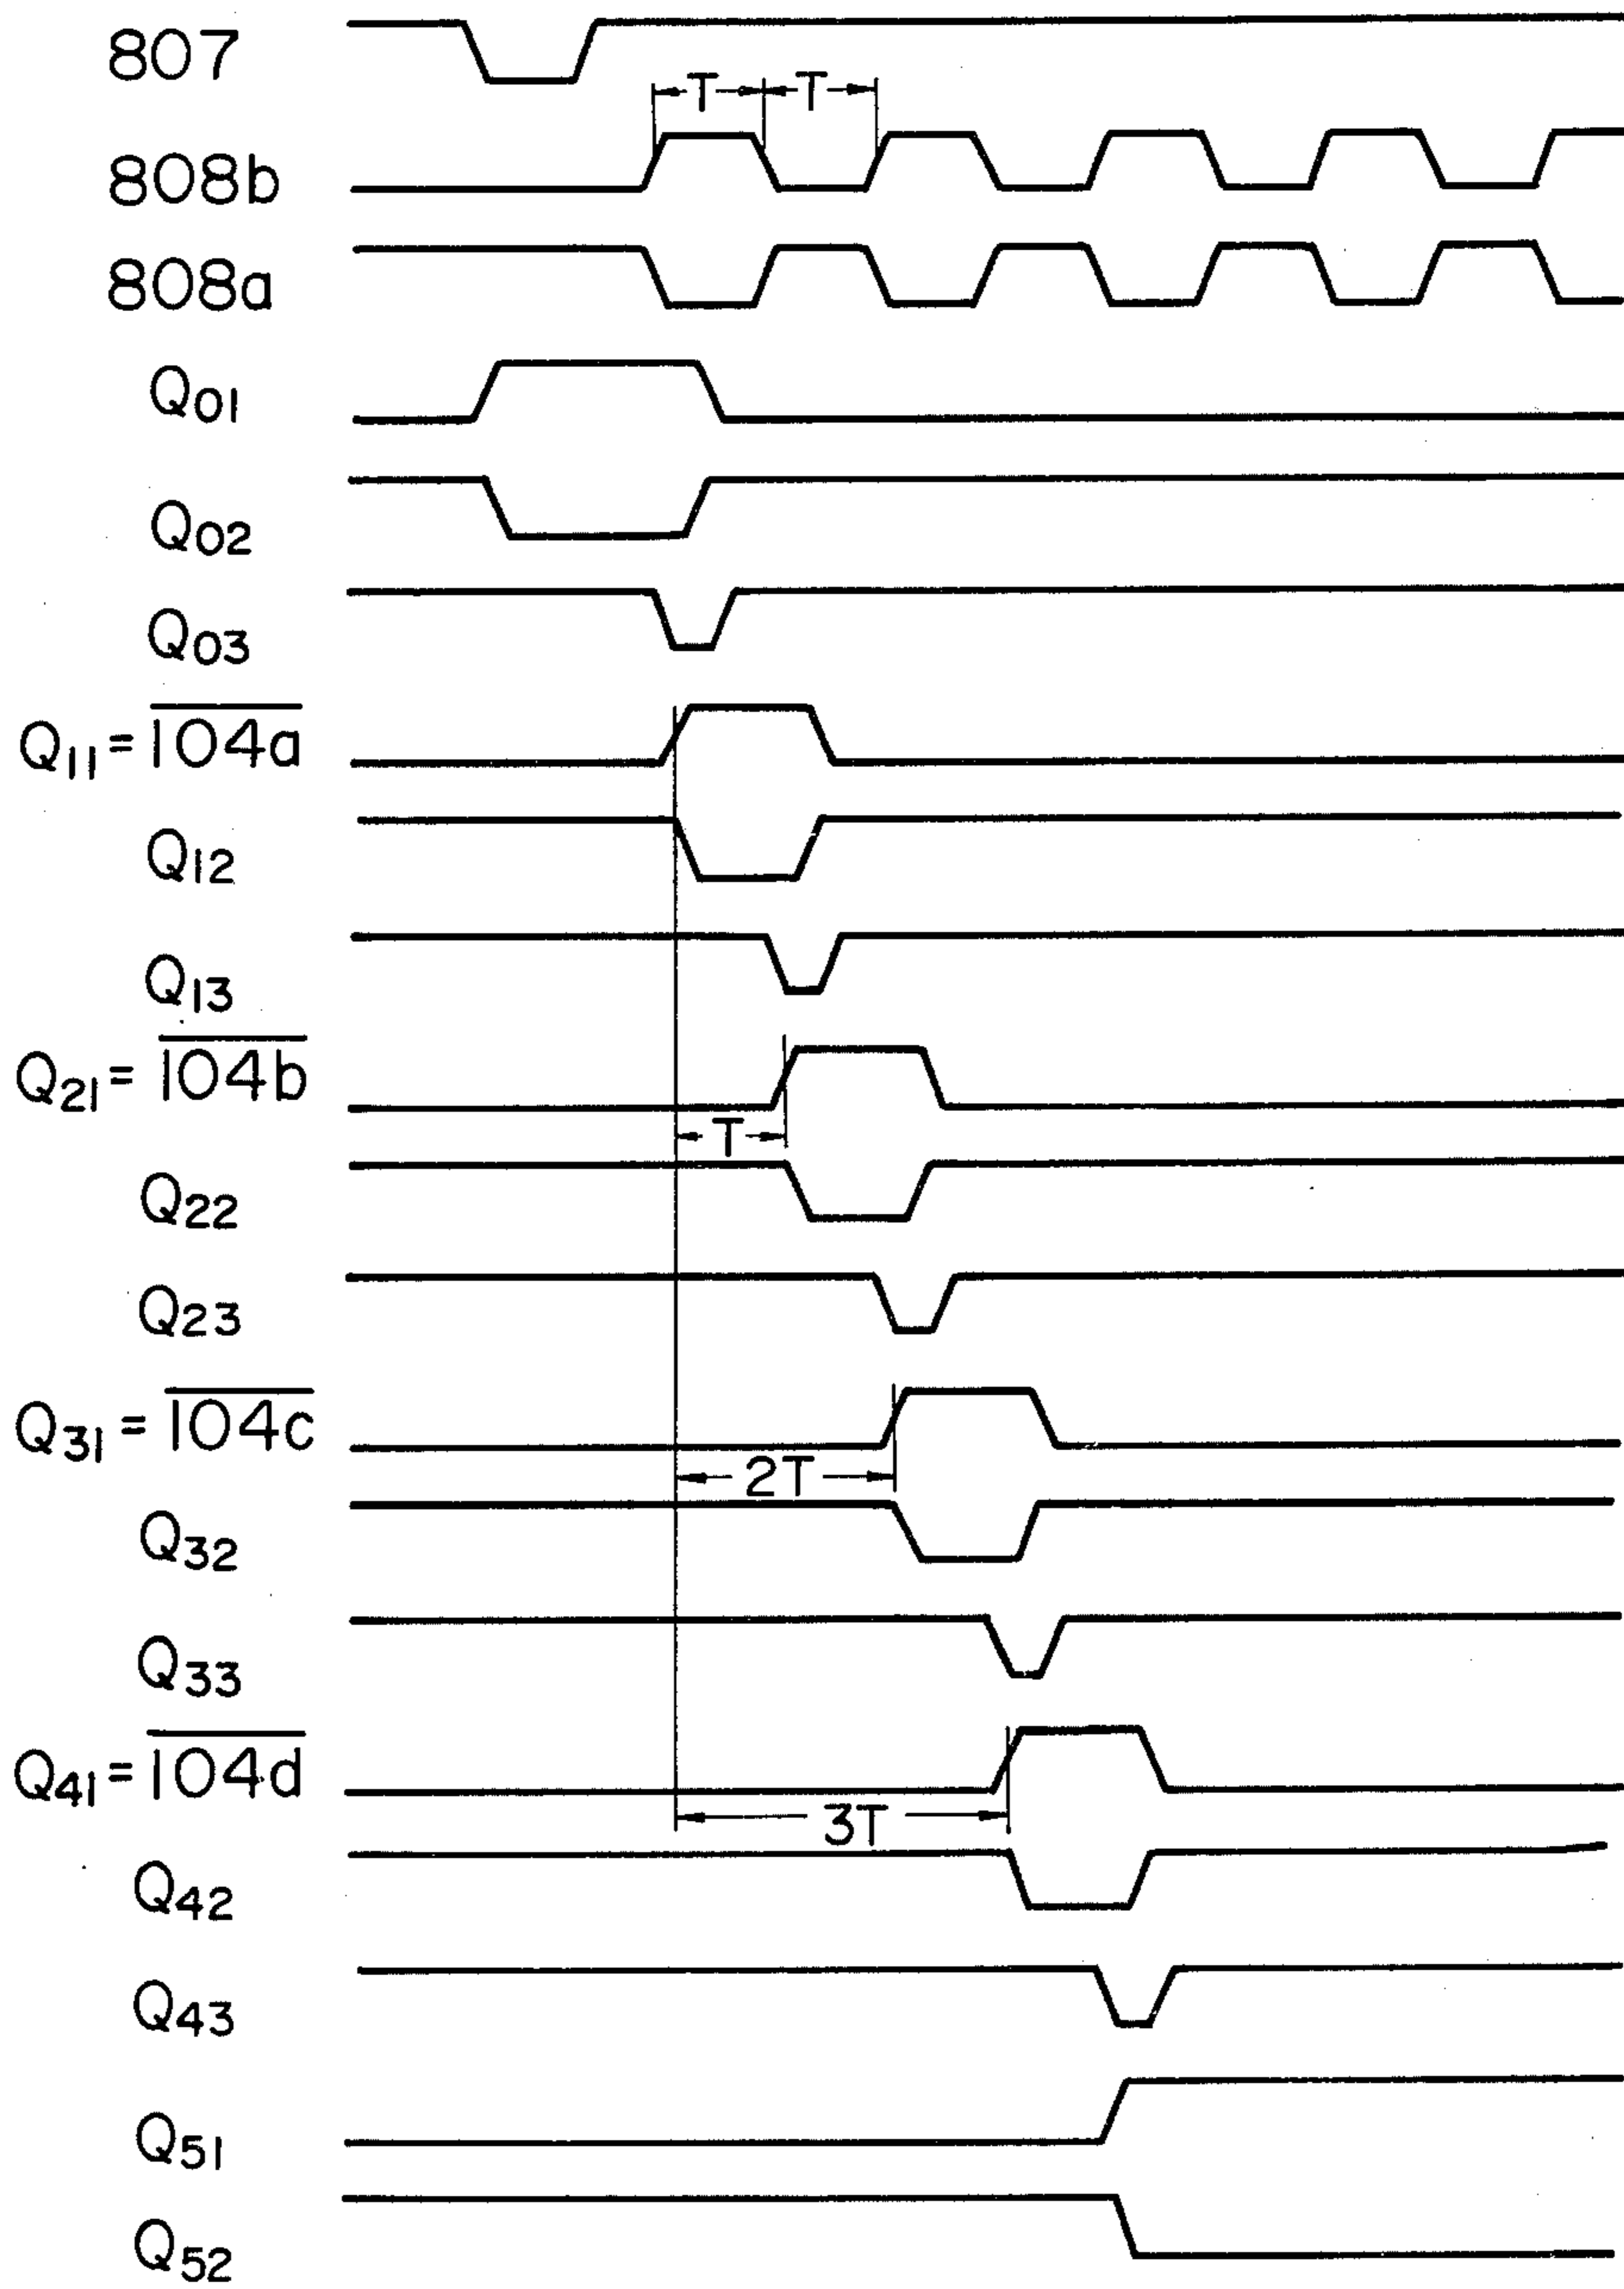 807
T T
808b
808a
Q01
Q02
Q03
Q11 = 104a
Q12
Q13
Q21 = 104b
T
Q22
Q23
Q31 = 104c
2T
Q32
Q33
Q41 = 104d
3T
Q42
Q43
Q51
Q52